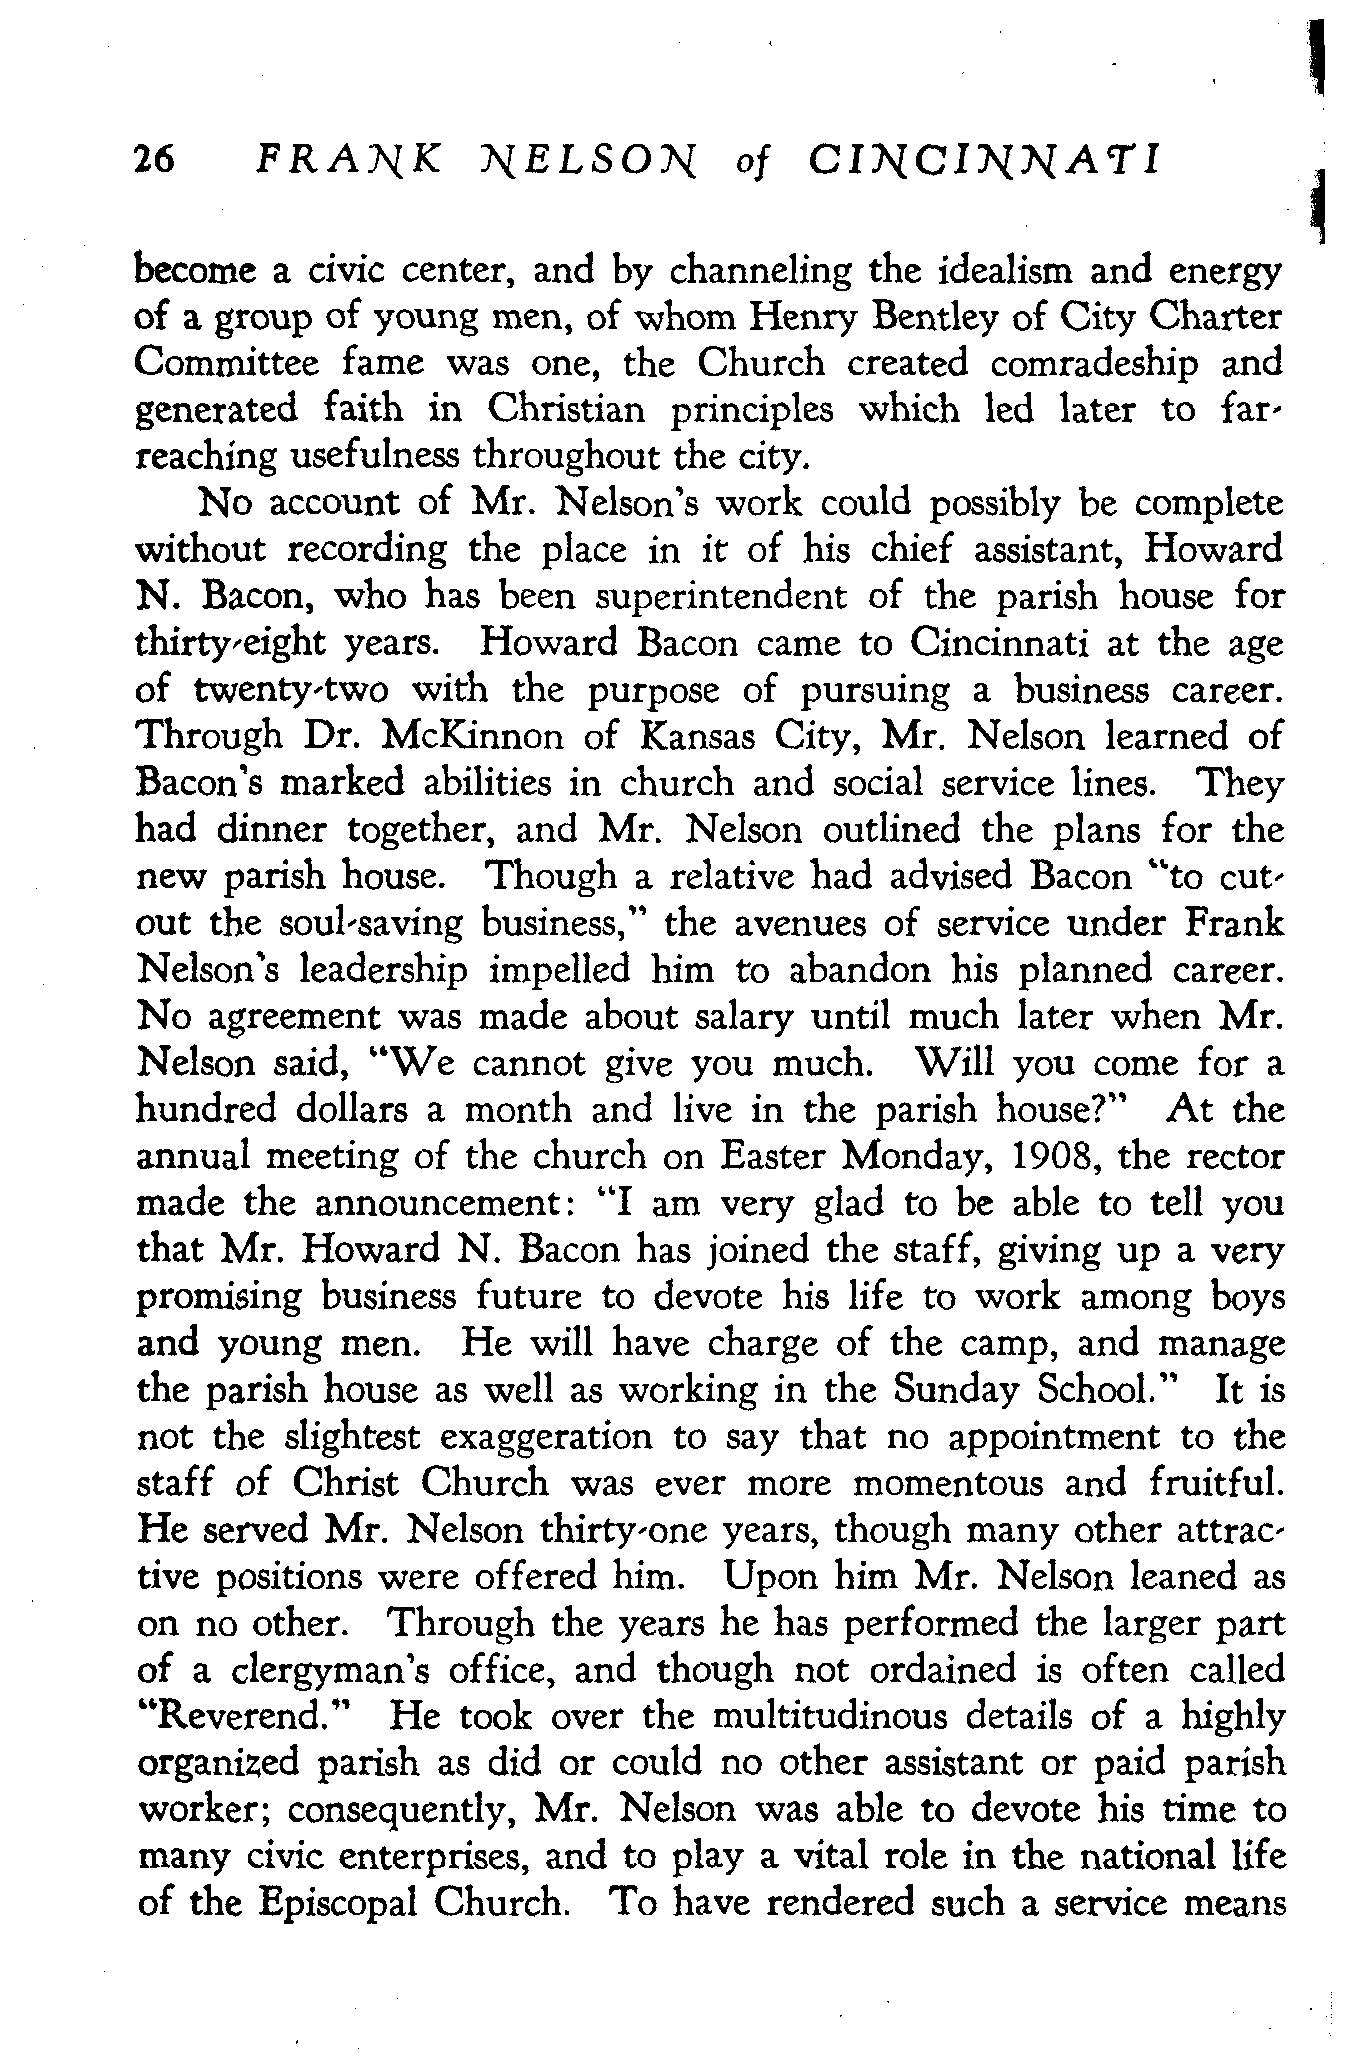 26 FRANK NELSON of CINCINNATI
become a civic center, and by channeling the idealism and energy
of a group of young men, of whom Henry Bentley of City Charter
Committee fame was one, the Church created comradeship and
generated faith in Christian principles which led later to far-
reaching usefulness throughout the city.
No account of Mr. Nelson's work could possibly be complete
without recording the place in it of his chief assistant, Howard
N. Bacon, who has been superintendent of the parish house for
thirty-eight years. Howard Bacon came to Cincinnati at the age
of twenty-two with the purpose of pursuing a business career.
Through Dr. McKinnon of Kansas City, Mr. Nelson learned of
Bacon's marked abilities in church and social service lines. They
had dinner together, and Mr. Nelson outlined the plans for the
new parish house. Though a relative had advised Bacon "to cut-
out the soul-saving business," the avenues of service under Frank
Nelson's leadership impelled him to abandon his planned career.
No agreement was made about salary until much later when Mr.
Nelson said, "We cannot give you much. Will you come for a
hundred dollars a month and live in the parish house?" At the
annual meeting of the church on Easter Monday, 1908, the rector
made the announcement: "I am very glad to be able to tell you
that Mr. Howard N. Bacon has joined the staff, giving up a very
promising business future to devote his life to work among boys
and young men. He will have charge of the camp, and manage
the parish house as well as working in the Sunday School." It is
not the slightest exaggeration to say that no appointment to the
staff of Christ Church was ever more momentous and fruitful.
He served Mr. Nelson thirty-one years, though many other attrac-
tive positions were offered him. Upon him Mr. Nelson leaned as
on no other. Through the years he has performed the larger part
of a clergyman's office, and though not ordained is often called
"Reverend." He took over the multitudinous details of a highly
organized parish as did or could no other assistant or paid parish
worker; consequently, Mr. Nelson was able to devote his time to
many civic enterprises, and to play a vital role in the national life
of the Episcopal Church. To have rendered such a service means